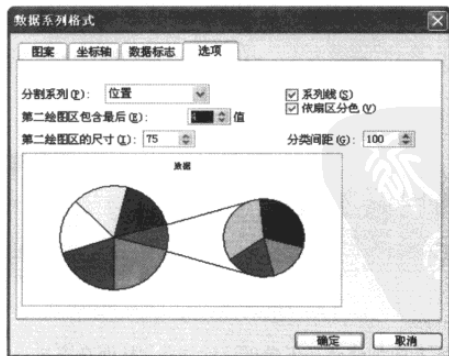 数据系列格式
图案 坐标轴 数据标志 选项
分割系列(P): 位置
系列线(S)
依扇区分色(V)
第二绘图区包含最后(E): 值
第二绘图区的尺寸(I): 75
分类间距(G): 100
数据
确定 取消